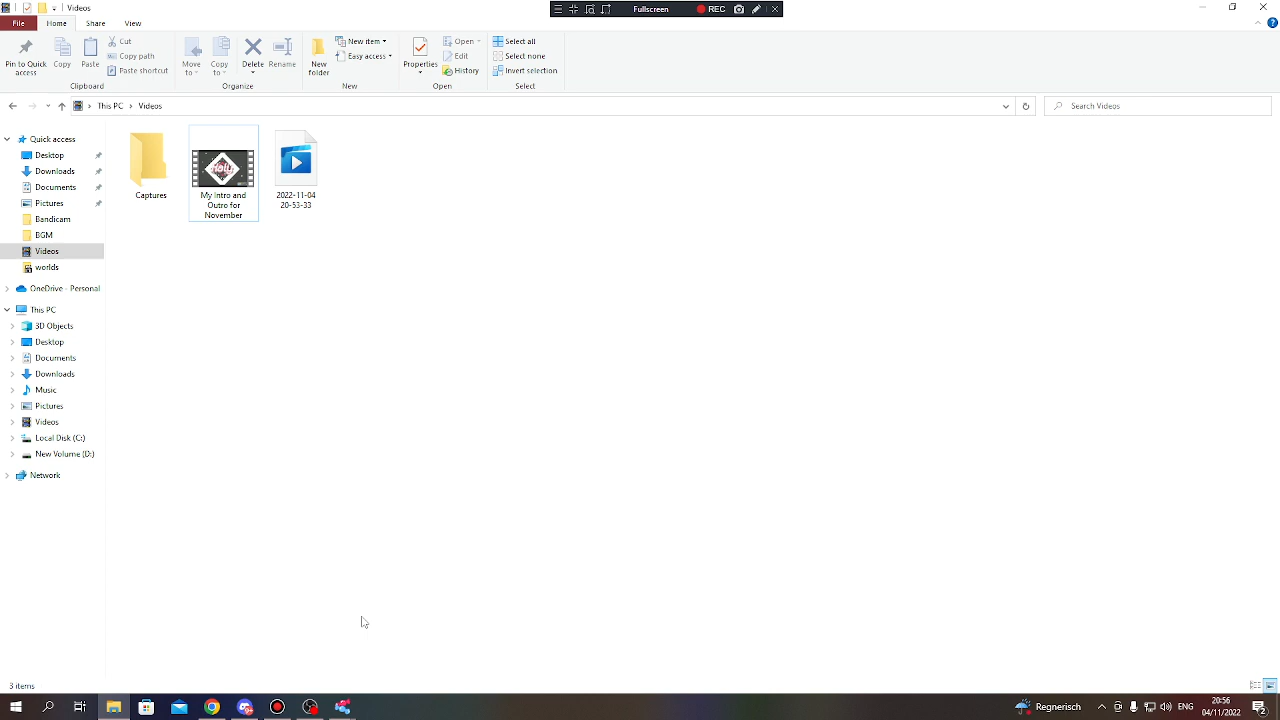 Videos
Fullscreen REC
File Home Share View
Pin to Quick access
Copy
Paste
Cut
Copy path
Paste shortcut
Clipboard
Move to
Copy to
Delete
Rename
Organize
New folder
New item
Easy access
New
Properties
Open
Edit
History
Open
Select all
Select none
Invert selection
Select
This PC Videos
Search Videos
Quick access
Desktop
Downloads
Documents
Pictures
Bandicam
BGM
Videos
worlds
OneDrive - Personal
This PC
3D Objects
Desktop
Documents
Downloads
Music
Pictures
Videos
Local Disk (C:)
New Volume (D:)
Network
Captures
My Intro and
Outro for
November
2022-11-04
20-53-33
3 items
Regnerisch
ENG
20:56
04/11/2022
2